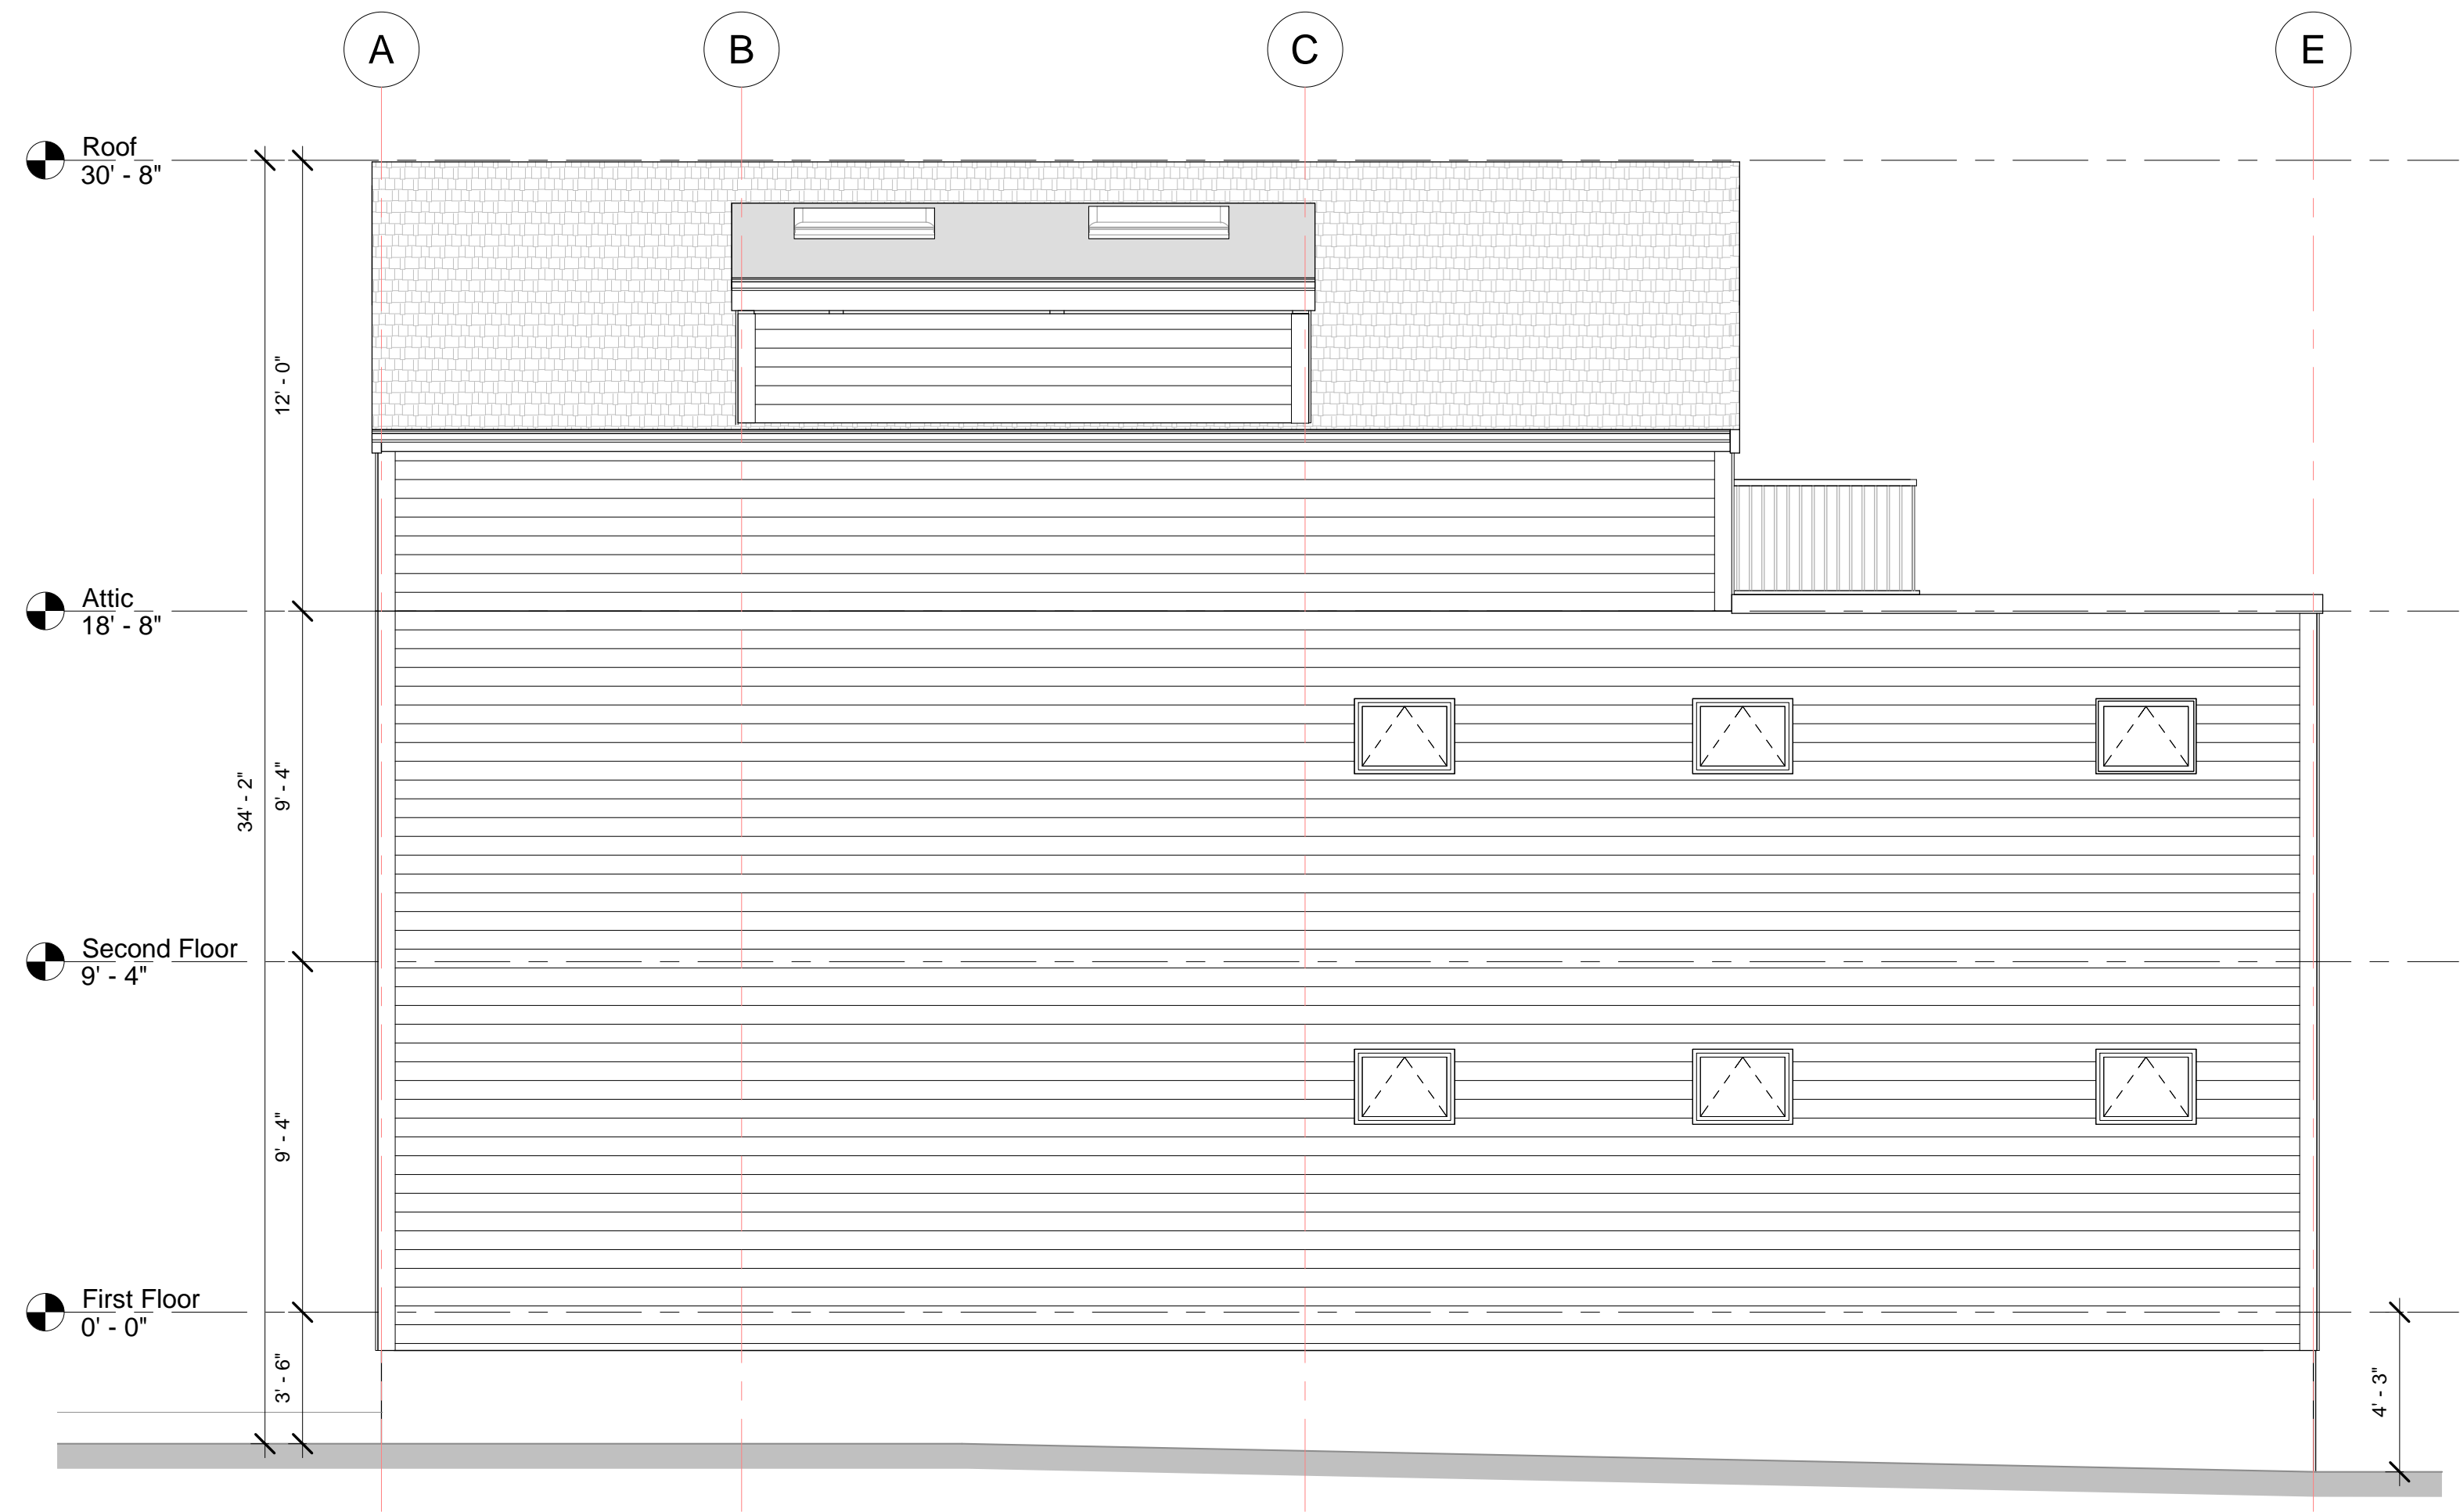 A
B
C
E
Roof
30' - 8"
12' - 0"
Attic
18' - 8"
34' - 2"
9' - 4"
Second Floor
9' - 4"
9' - 4"
First Floor
0' - 0"
3' - 6"
4' - 3"